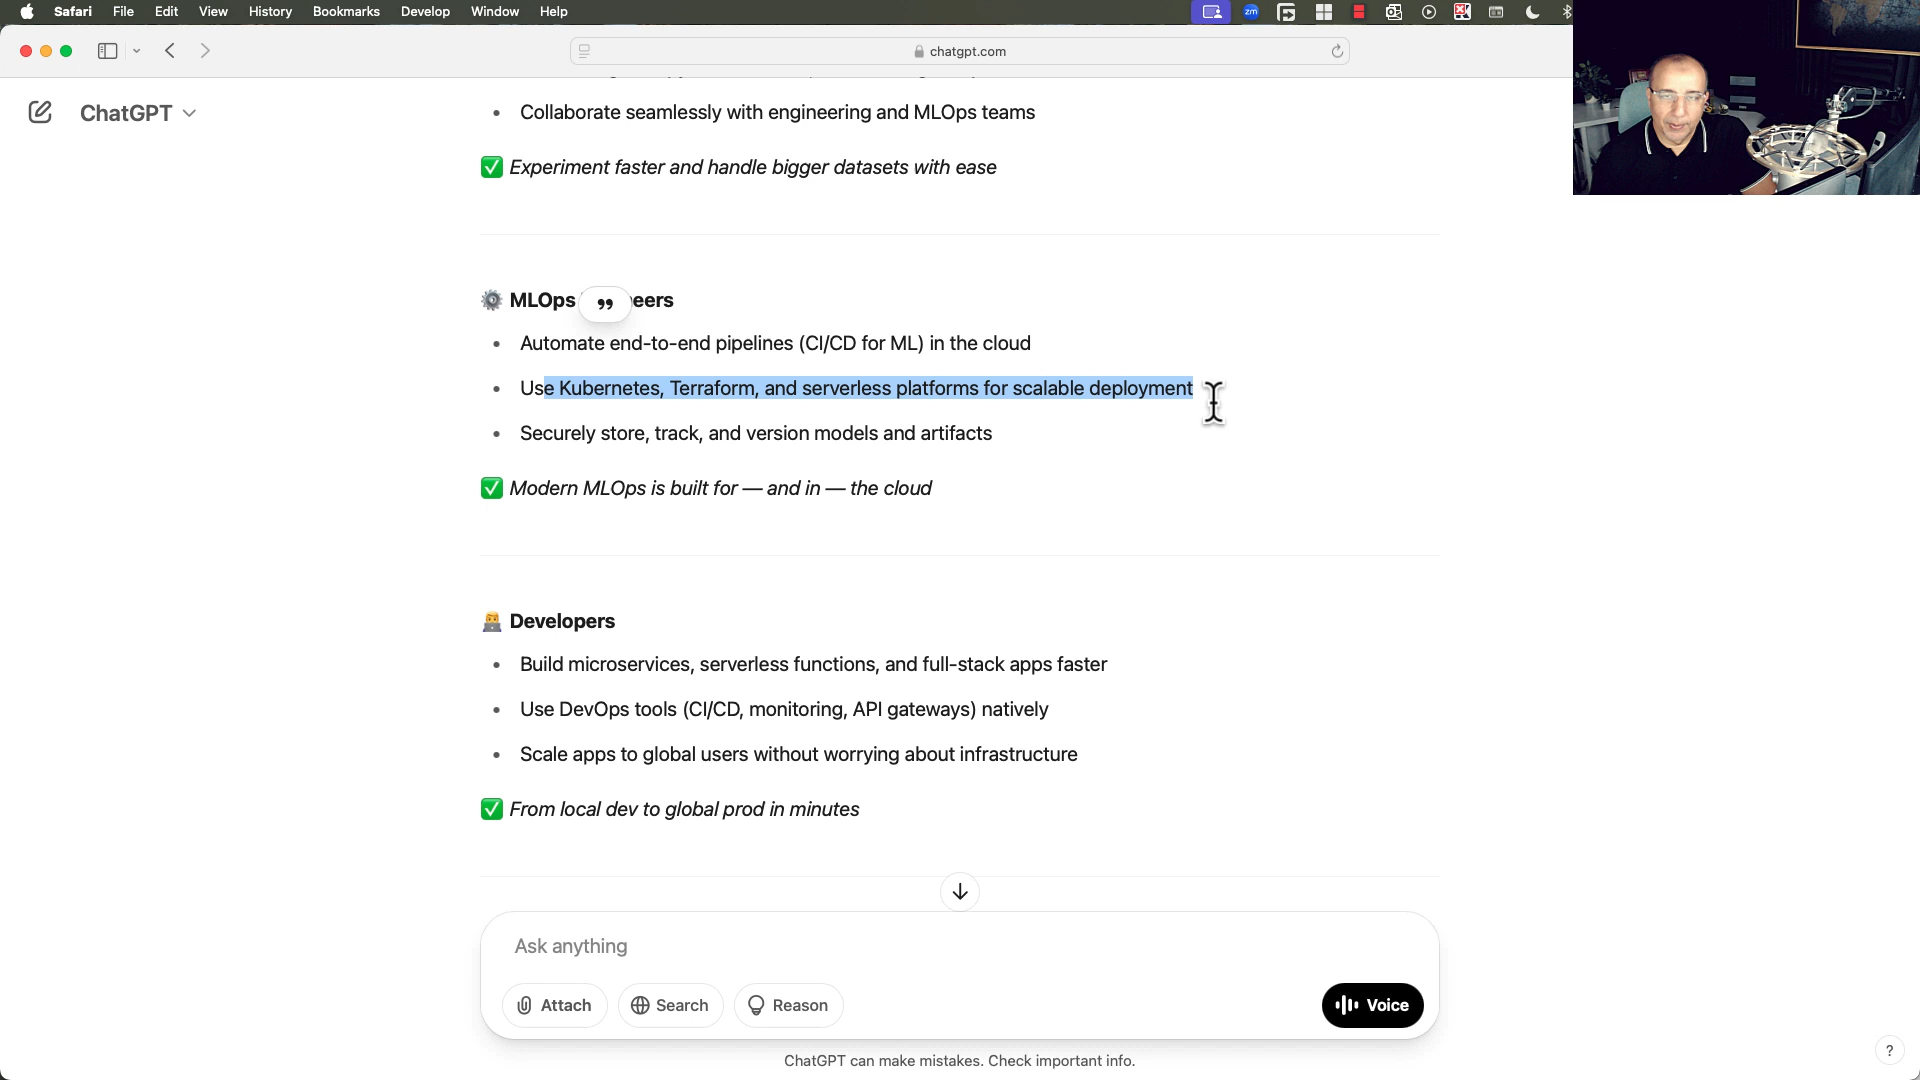 Safari File Edit View History Bookmarks Develop Window Help
zm
chatgpt.com
ChatGPT
• Collaborate seamlessly with engineering and MLOps teams
✅ Experiment faster and handle bigger datasets with ease
⚙️ MLOps eers
• Automate end-to-end pipelines (CI/CD for ML) in the cloud
• Use Kubernetes, Terraform, and serverless platforms for scalable deployment
• Securely store, track, and version models and artifacts
✅ Modern MLOps is built for — and in — the cloud
👨‍💻 Developers
• Build microservices, serverless functions, and full-stack apps faster
• Use DevOps tools (CI/CD, monitoring, API gateways) natively
• Scale apps to global users without worrying about infrastructure
✅ From local dev to global prod in minutes
Ask anything
Attach Search Reason Voice
ChatGPT can make mistakes. Check important info.
?